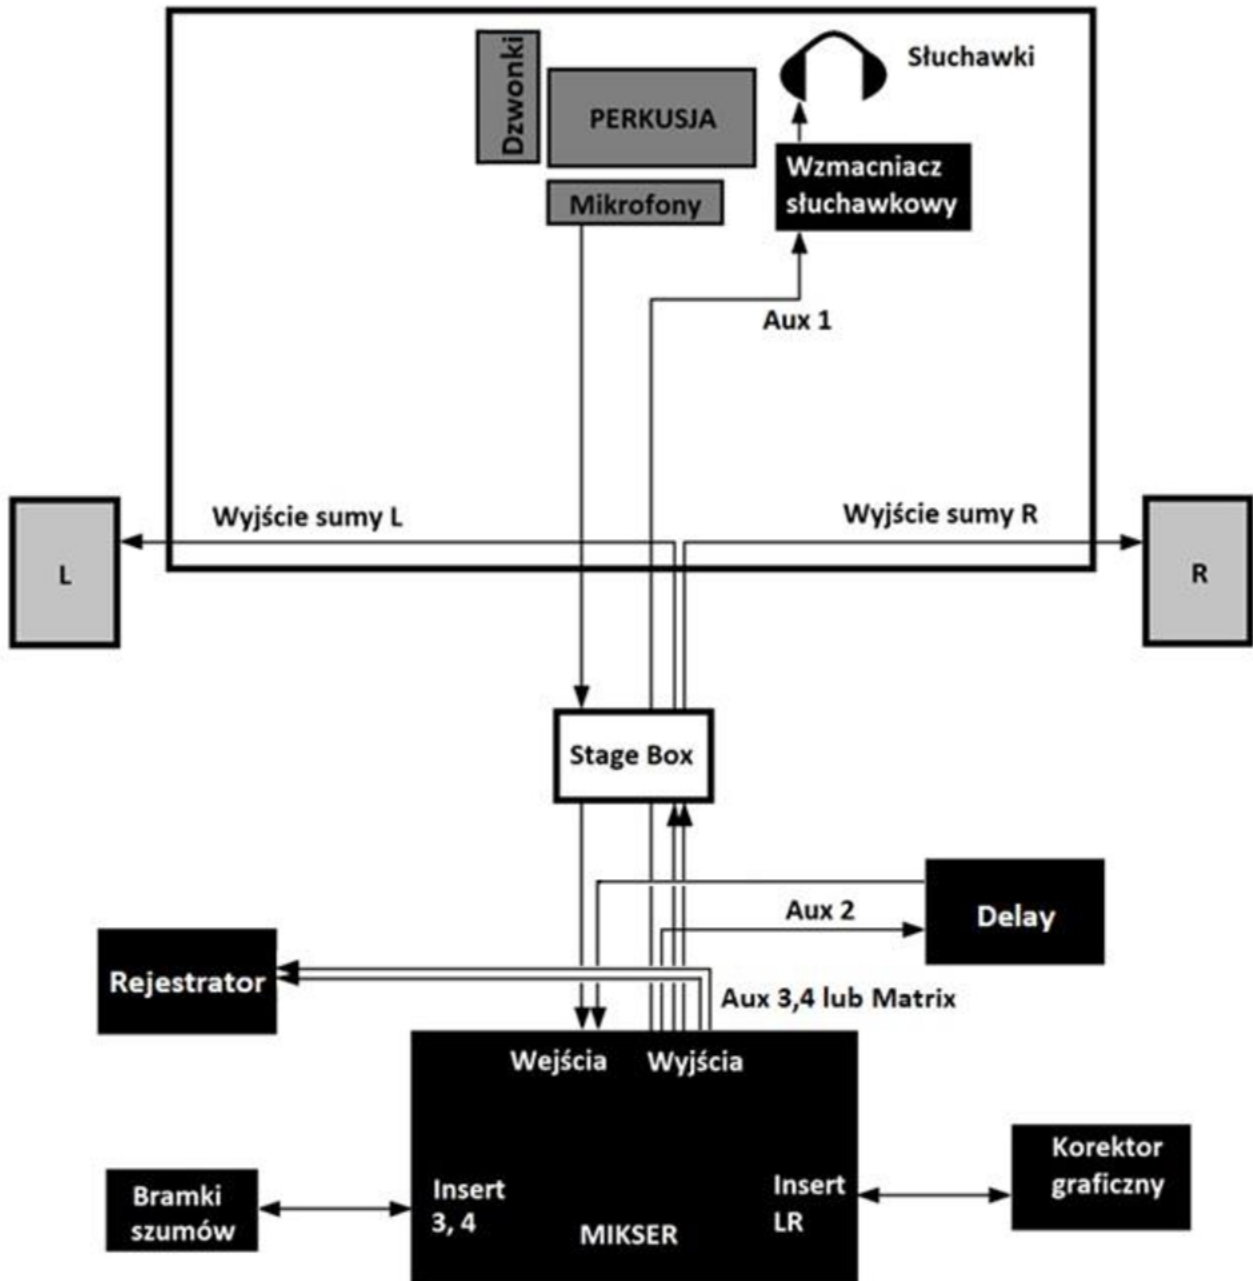 Dzwonki
PERKUSJA
Mikrofony
Słuchawki
Wzmacniacz
słuchawkowy
Aux 1
Wyjście sumy L
Wyjście sumy R
L
R
Stage Box
Aux 2
Delay
Rejestrator
Aux 3,4 lub Matrix
Wejścia
Wyjścia
Bramki
szumów
Insert
3, 4
MIKSER
Insert
LR
Korektor
graficzny